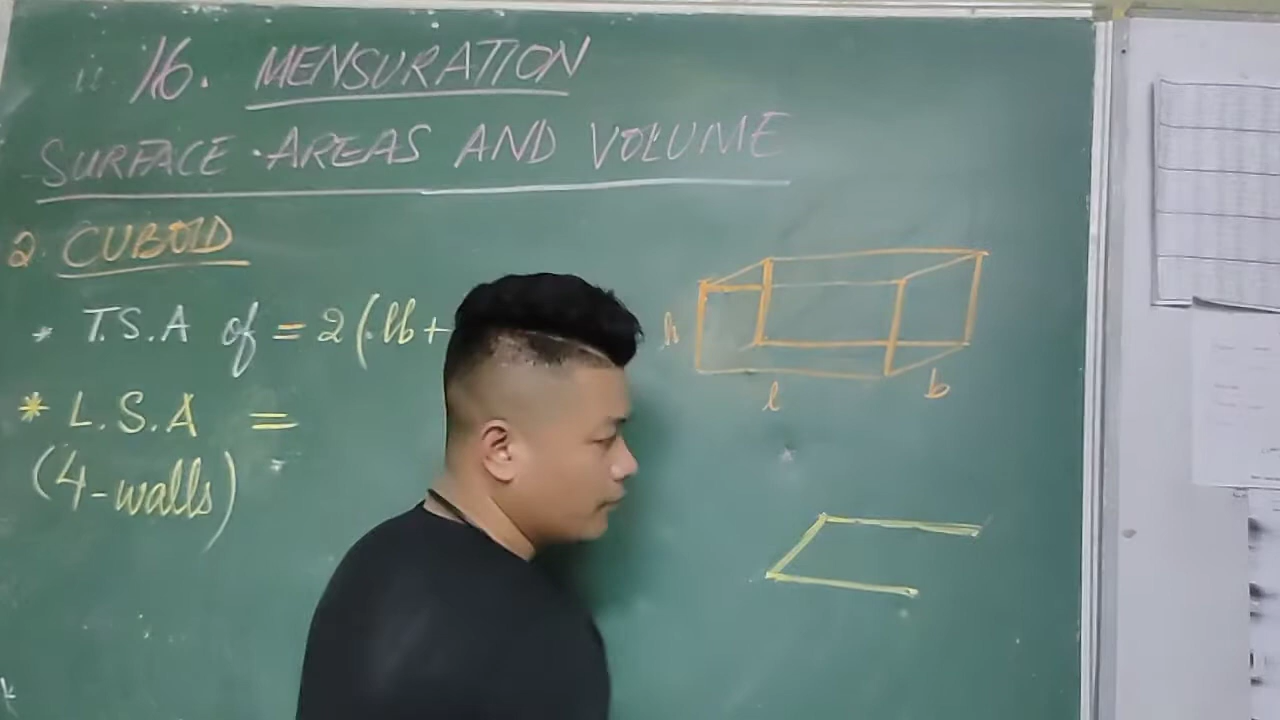 16. MENSURATION
SURFACE AREAS AND VOLUME
2. CUBOID
* T.S.A of = 2(lb+
* L.S.A =
(4-walls)
h
l
b